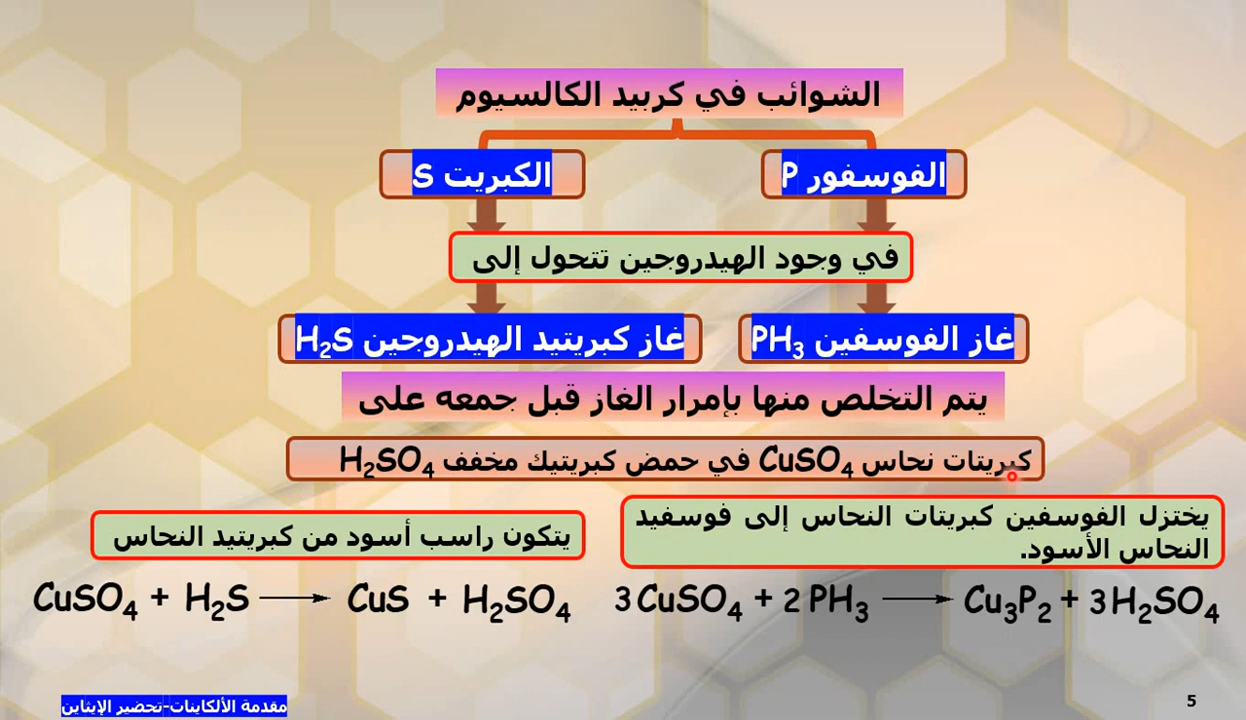 الشوائب في كربيد الكالسيوم
الفوسفور P
الكبريت S
في وجود الهيدروجين تتحول إلى
غاز الفوسفين PH₃
غاز كبريتيد الهيدروجين H₂S
يتم التخلص منها بإمرار الغاز قبل جمعه على
كبريتات نحاس CuSO₄ في حمض كبريتيك مخفف H₂SO₄
يختزل الفوسفين كبريتات النحاس إلى فوسفيد
النحاس الأسود.
يتكون راسب أسود من كبريتيد النحاس
3CuSO₄ + 2PH₃ ⟶ Cu₃P₂ + 3H₂SO₄
CuSO₄ + H₂S ⟶ CuS + H₂SO₄
مقدمة الألكاينات-تحضير الإيثاين
5